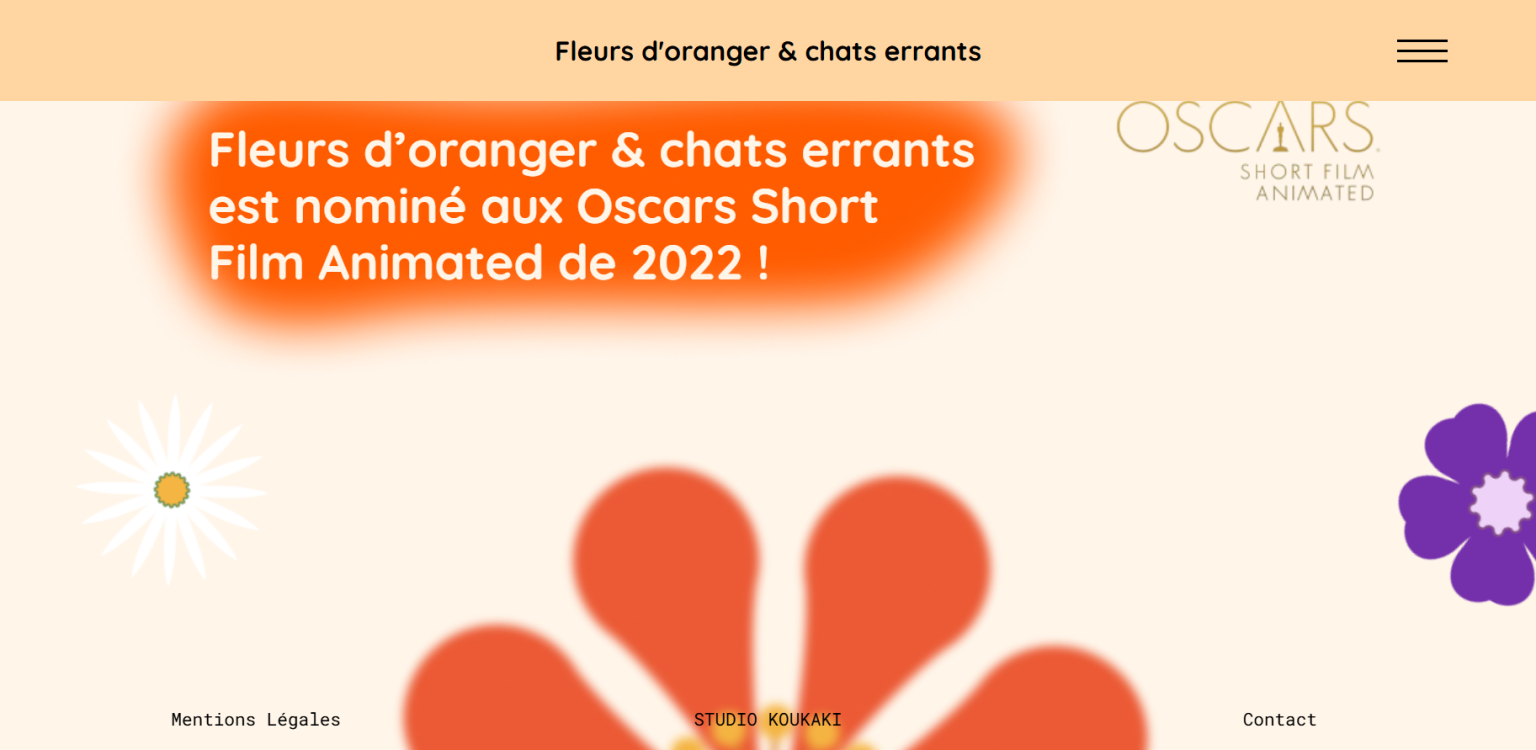 Fleurs d'oranger & chats errants
OSCARS
SHORT FILM
ANIMATED
Fleurs d’oranger & chats errants
est nominé aux Oscars Short
Film Animated de 2022 !
Mentions Légales
STUDIO KOUKAKI
Contact